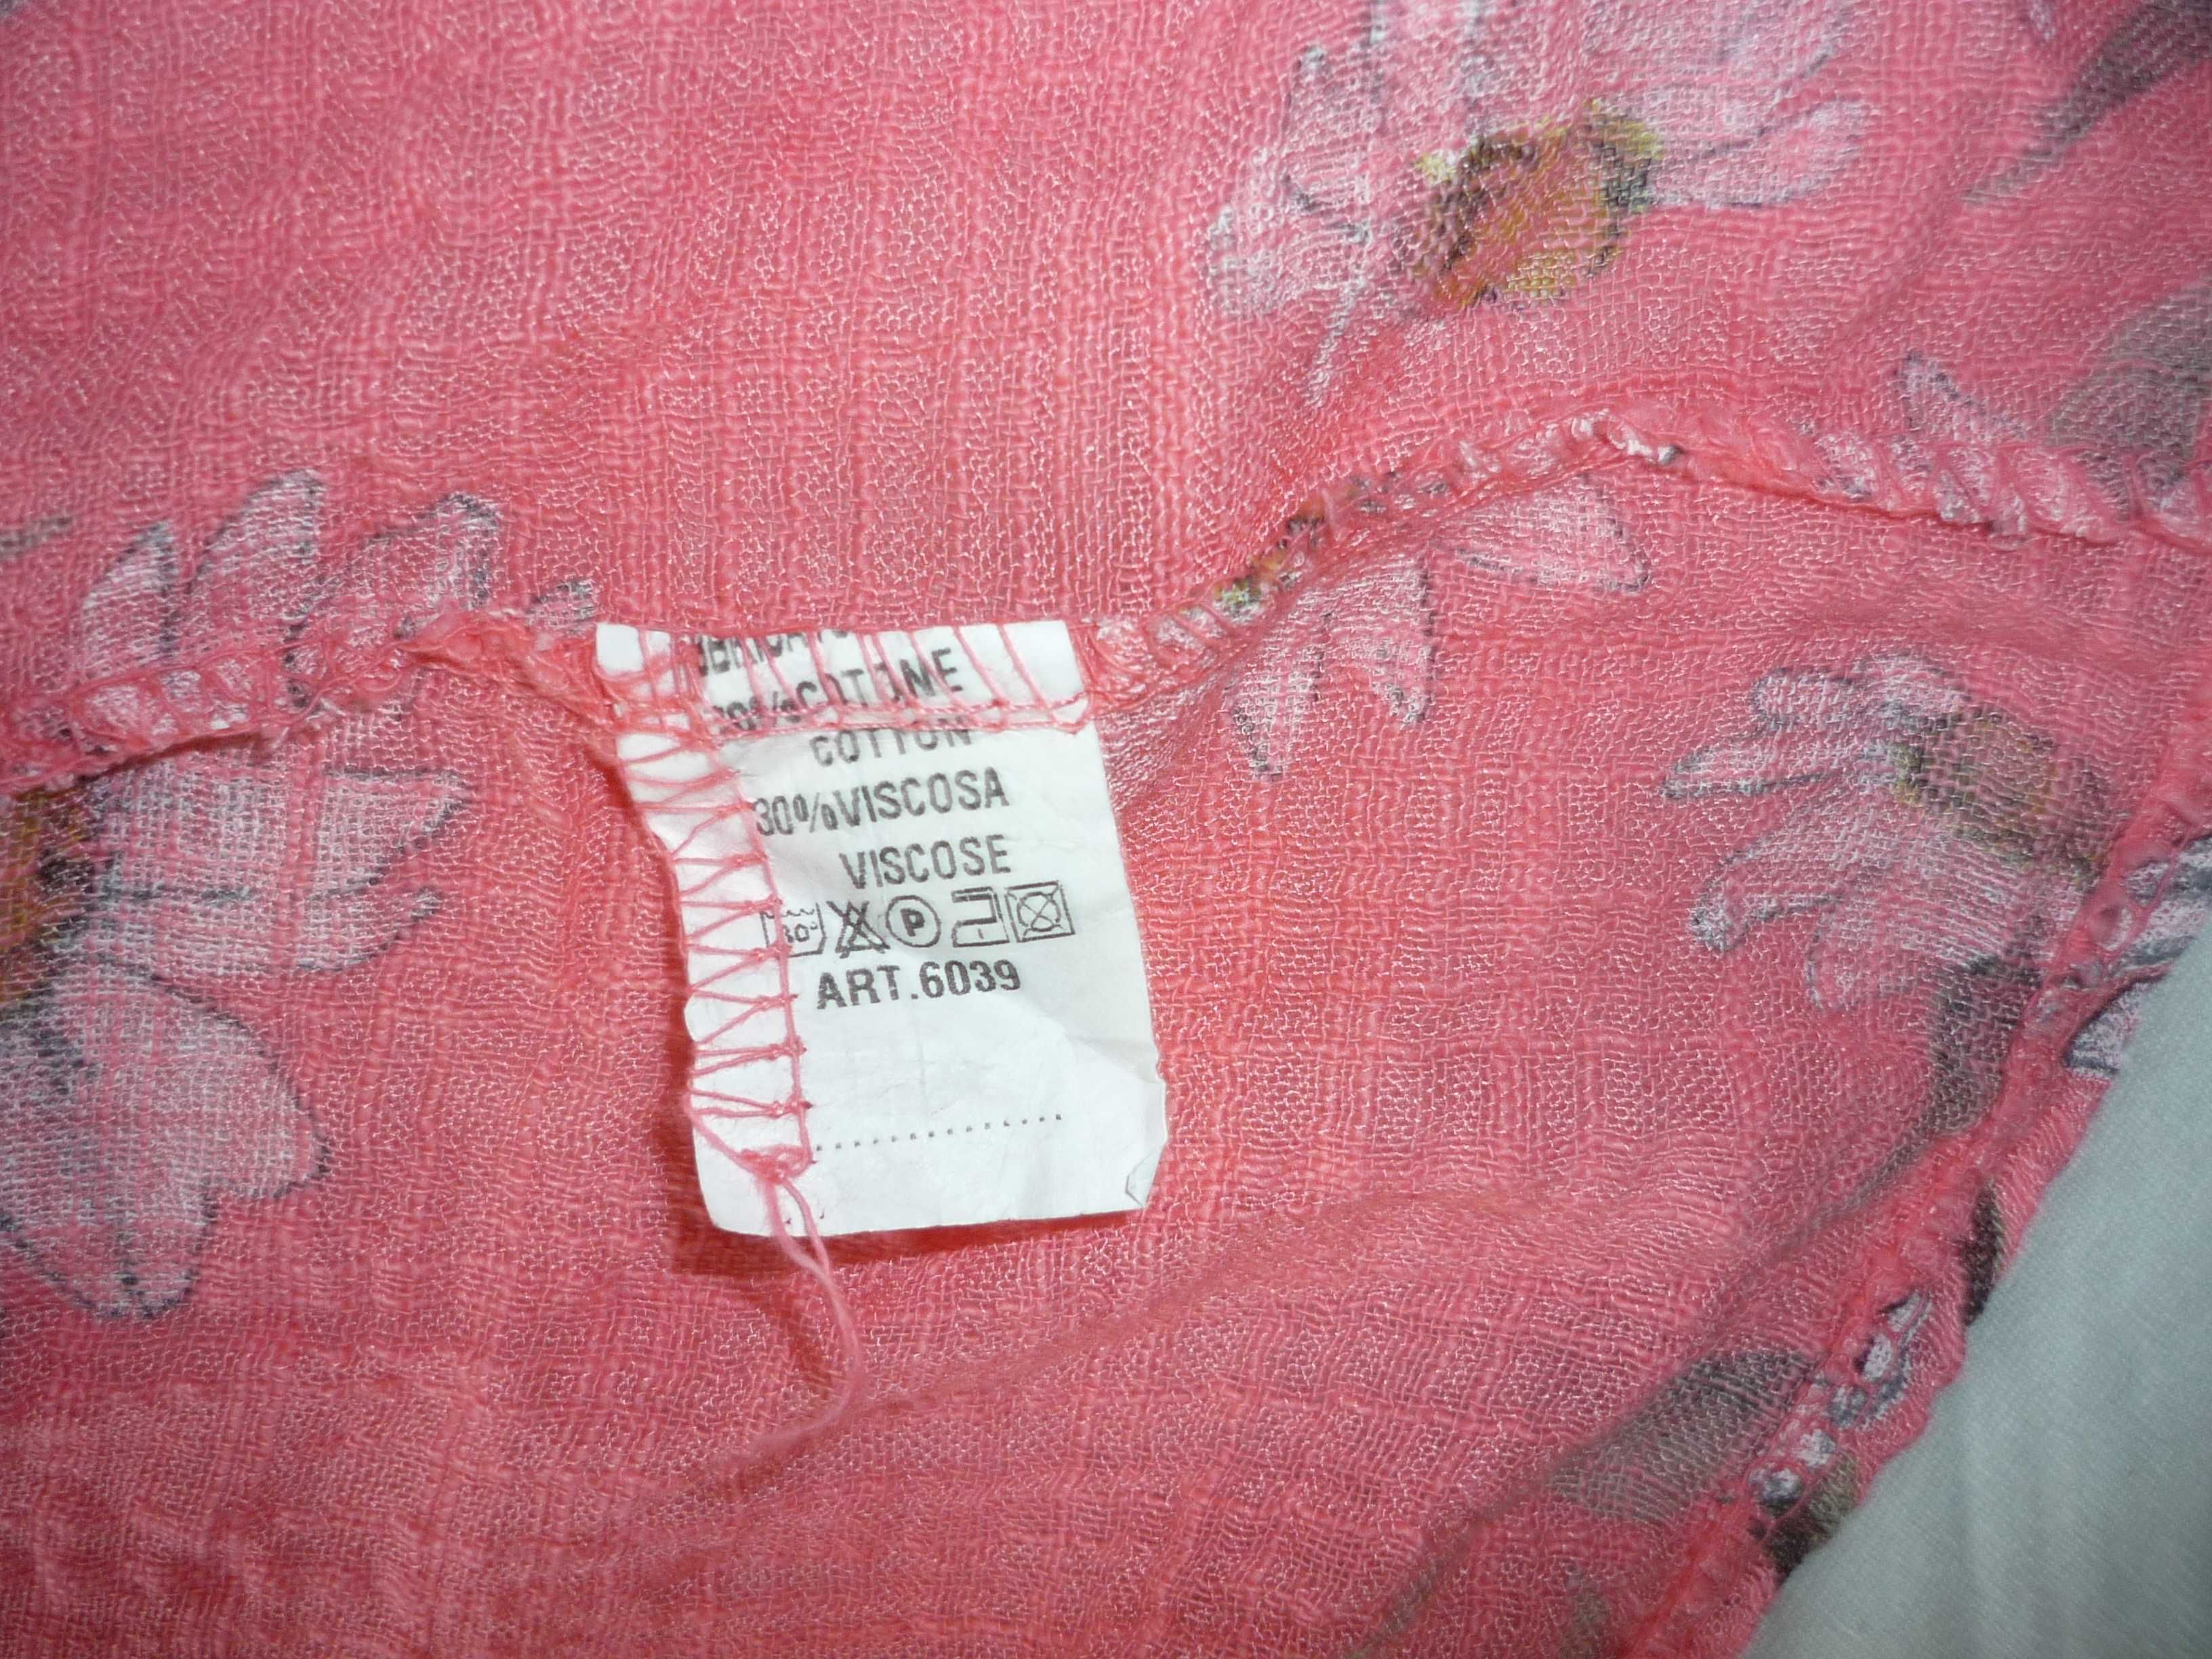 COTONE
COTTON
30%VISCOSA
VISCOSE
30° P
ART.6039